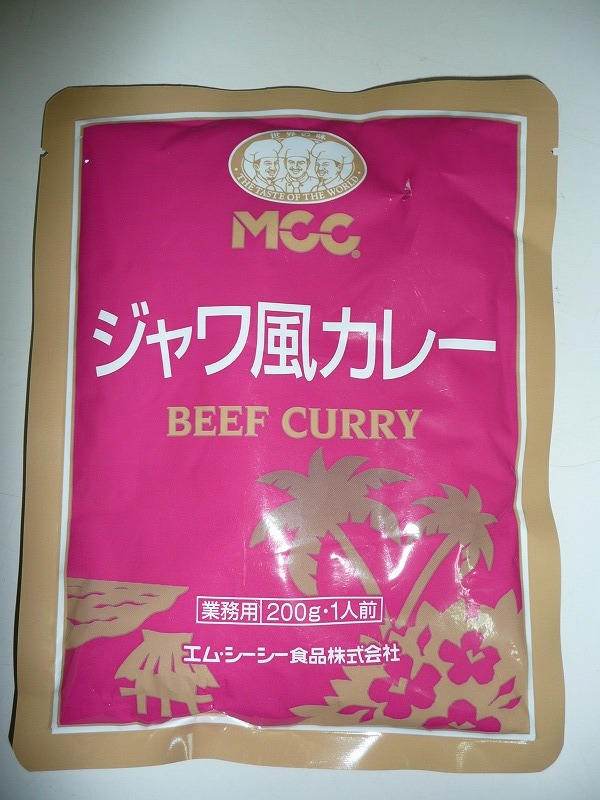 世界の味
THE TASTE OF THE WORLD
MCC®
ジャワ風カレー
BEEF CURRY
業務用 200g・1人前
エム・シーシー食品株式会社